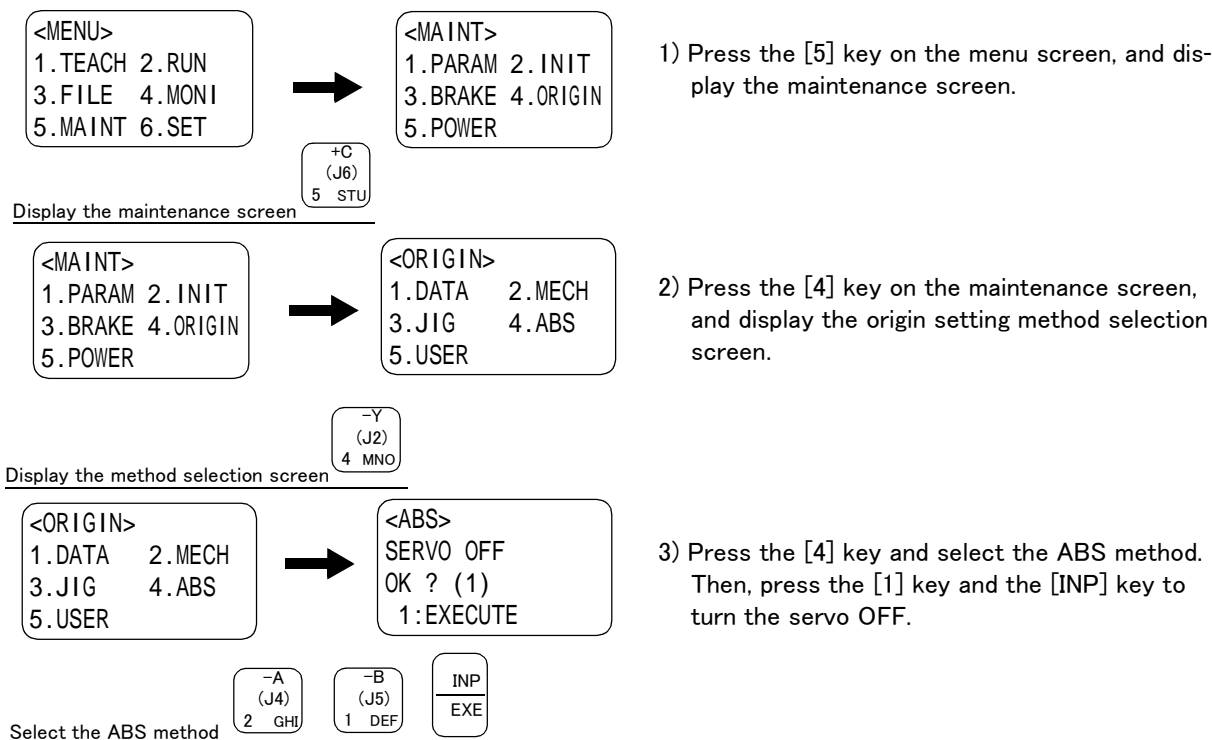 <MENU>
1.TEACH 2.RUN
3.FILE 4.MONI
5.MAINT 6.SET
<MAINT>
1.PARAM 2.INIT
3.BRAKE 4.ORIGIN
5.POWER
1) Press the [5] key on the menu screen, and dis-
play the maintenance screen.
+C
(J6)
5 STU
Display the maintenance screen
<MAINT>
1.PARAM 2.INIT
3.BRAKE 4.ORIGIN
5.POWER
<ORIGIN>
1.DATA 2.MECH
3.JIG 4.ABS
5.USER
2) Press the [4] key on the maintenance screen,
and display the origin setting method selection
screen.
-Y
(J2)
4 MNO
Display the method selection screen
<ORIGIN>
1.DATA 2.MECH
3.JIG 4.ABS
5.USER
<ABS>
SERVO OFF
OK ? (1)
1:EXECUTE
3) Press the [4] key and select the ABS method.
Then, press the [1] key and the [INP] key to
turn the servo OFF.
-A
(J4)
2 GHI
-B
(J5)
1 DEF
INP
EXE
Select the ABS method